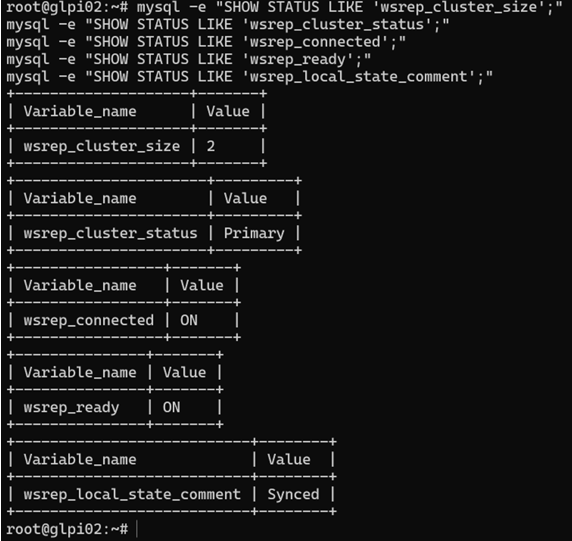 root@glpi02:~# mysql -e "SHOW STATUS LIKE 'wsrep_cluster_size';"
mysql -e "SHOW STATUS LIKE 'wsrep_cluster_status';"
mysql -e "SHOW STATUS LIKE 'wsrep_connected';"
mysql -e "SHOW STATUS LIKE 'wsrep_ready';"
mysql -e "SHOW STATUS LIKE 'wsrep_local_state_comment';"
+--------------------+-------+
| Variable_name      | Value |
+--------------------+-------+
| wsrep_cluster_size | 2     |
+--------------------+-------+
+----------------------+---------+
| Variable_name        | Value   |
+----------------------+---------+
| wsrep_cluster_status | Primary |
+----------------------+---------+
+-----------------+-------+
| Variable_name   | Value |
+-----------------+-------+
| wsrep_connected | ON    |
+-----------------+-------+
+---------------+-------+
| Variable_name | Value |
+---------------+-------+
| wsrep_ready   | ON    |
+---------------+-------+
+---------------------------+--------+
| Variable_name             | Value  |
+---------------------------+--------+
| wsrep_local_state_comment | Synced |
+---------------------------+--------+
root@glpi02:~#